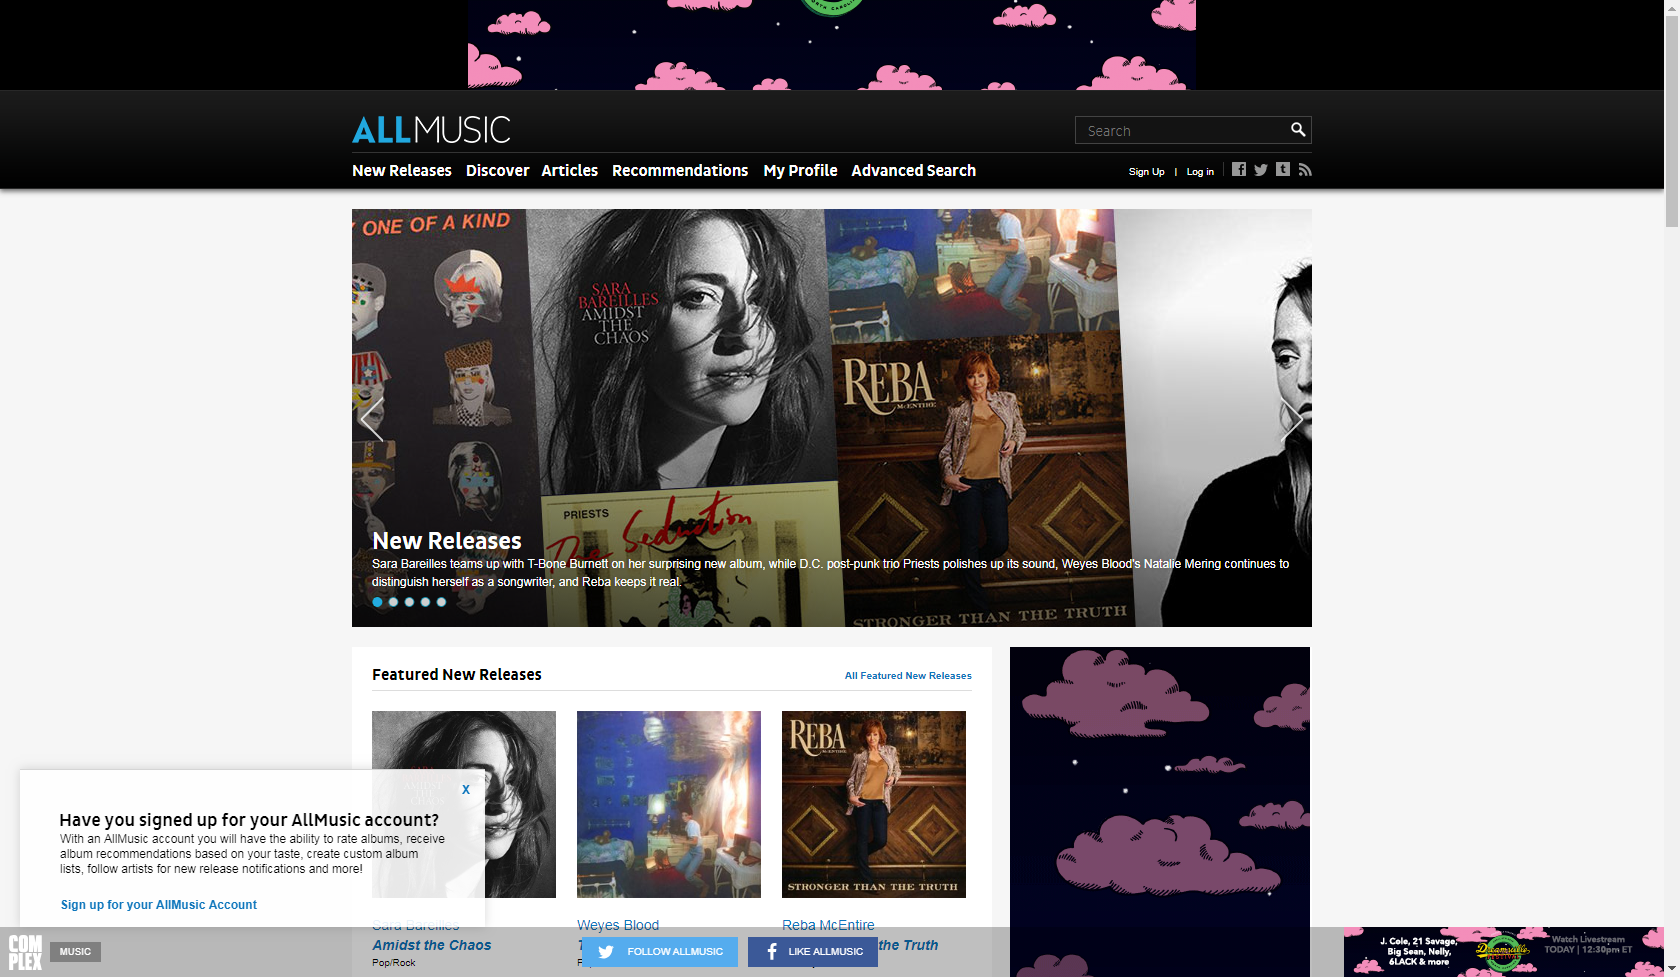 NORTH CAROLINA
ALLMUSIC
Search
New Releases Discover Articles Recommendations My Profile Advanced Search
Sign Up | Log in
ONE OF A KIND
SARA
BAREILLES
AMIDST
THE
CHAOS
REBA
McENTIRE
PRIESTS
The Seduction
STRONGER THAN THE TRUTH
New Releases
Sara Bareilles teams up with T-Bone Burnett on her surprising new album, while D.C. post-punk trio Priests polishes up its sound, Weyes Blood's Natalie Mering continues to
distinguish herself as a songwriter, and Reba keeps it real.
Featured New Releases
All Featured New Releases
REBA
McENTIRE
STRONGER THAN THE TRUTH
X
Have you signed up for your AllMusic account?
With an AllMusic account you will have the ability to rate albums, receive
album recommendations based on your taste, create custom album
lists, follow artists for new release notifications and more!
Sign up for your AllMusic Account
Sara Bareilles
Amidst the Chaos
Pop/Rock
Weyes Blood
Reba McEntire
the Truth
COMPLEX
MUSIC
FOLLOW ALLMUSIC
LIKE ALLMUSIC
J. Cole, 21 Savage,
Big Sean, Nelly,
6LACK & more
Dreamville
FESTIVAL
Watch Livestream
TODAY | 12:30pm ET